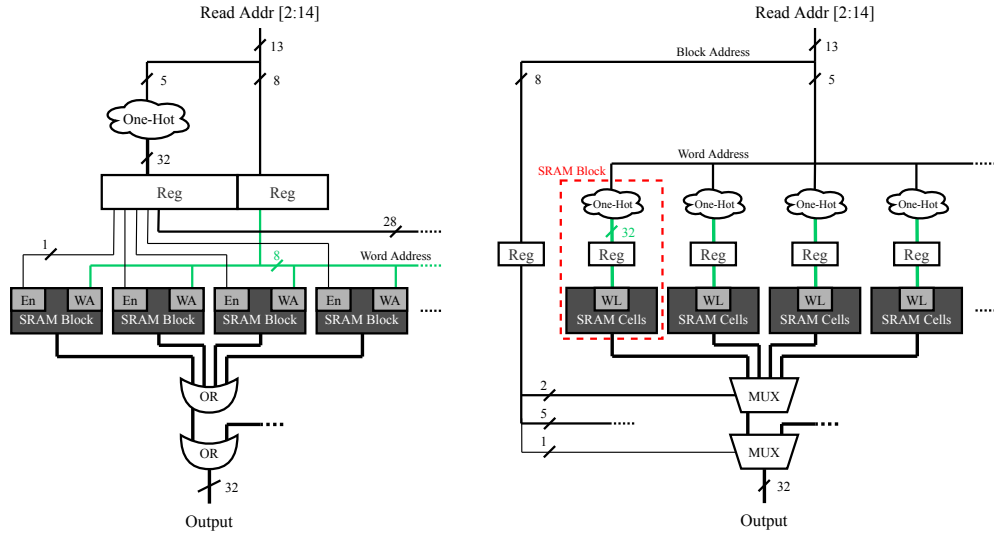 Read Addr [2:14]
13
5
8
One-Hot
32
Reg
Reg
28
1
8
Word Address
En
WA
En
WA
En
WA
En
WA
SRAM Block
SRAM Block
SRAM Block
SRAM Block
OR
OR
32
Output
Read Addr [2:14]
13
Block Address
8
5
Word Address
SRAM Block
One-Hot
One-Hot
One-Hot
One-Hot
32
Reg
Reg
Reg
Reg
Reg
WL
WL
WL
WL
SRAM Cells
SRAM Cells
SRAM Cells
SRAM Cells
2
MUX
5
1
MUX
32
Output